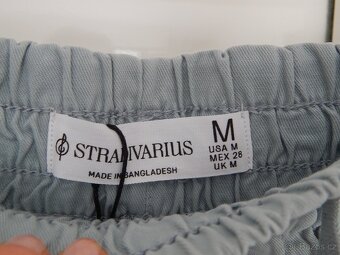 STRADIVARIUS
MADE IN BANGLADESH
M
USA M
MEX 28
UK M